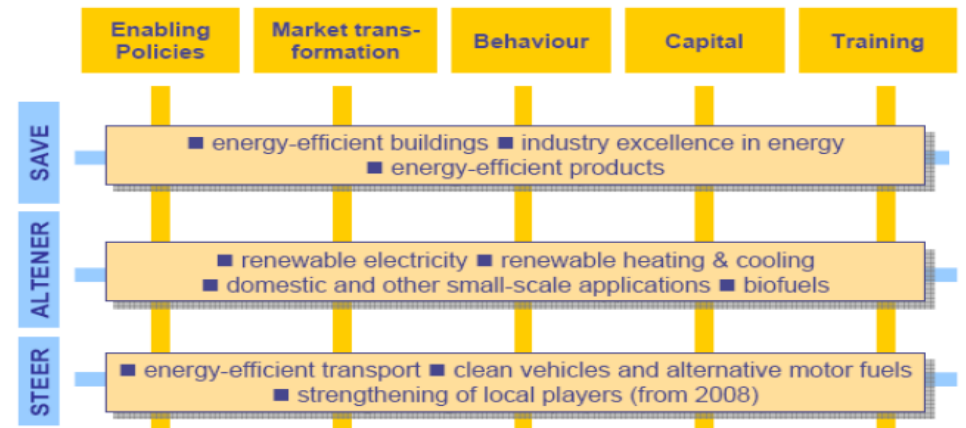 Enabling
Policies
Market trans-
formation
Behaviour
Capital
Training
SAVE
■ energy-efficient buildings ■ industry excellence in energy
■ energy-efficient products
ALTENER
■ renewable electricity ■ renewable heating & cooling
■ domestic and other small-scale applications ■ biofuels
STEER
■ energy-efficient transport ■ clean vehicles and alternative motor fuels
■ strengthening of local players (from 2008)